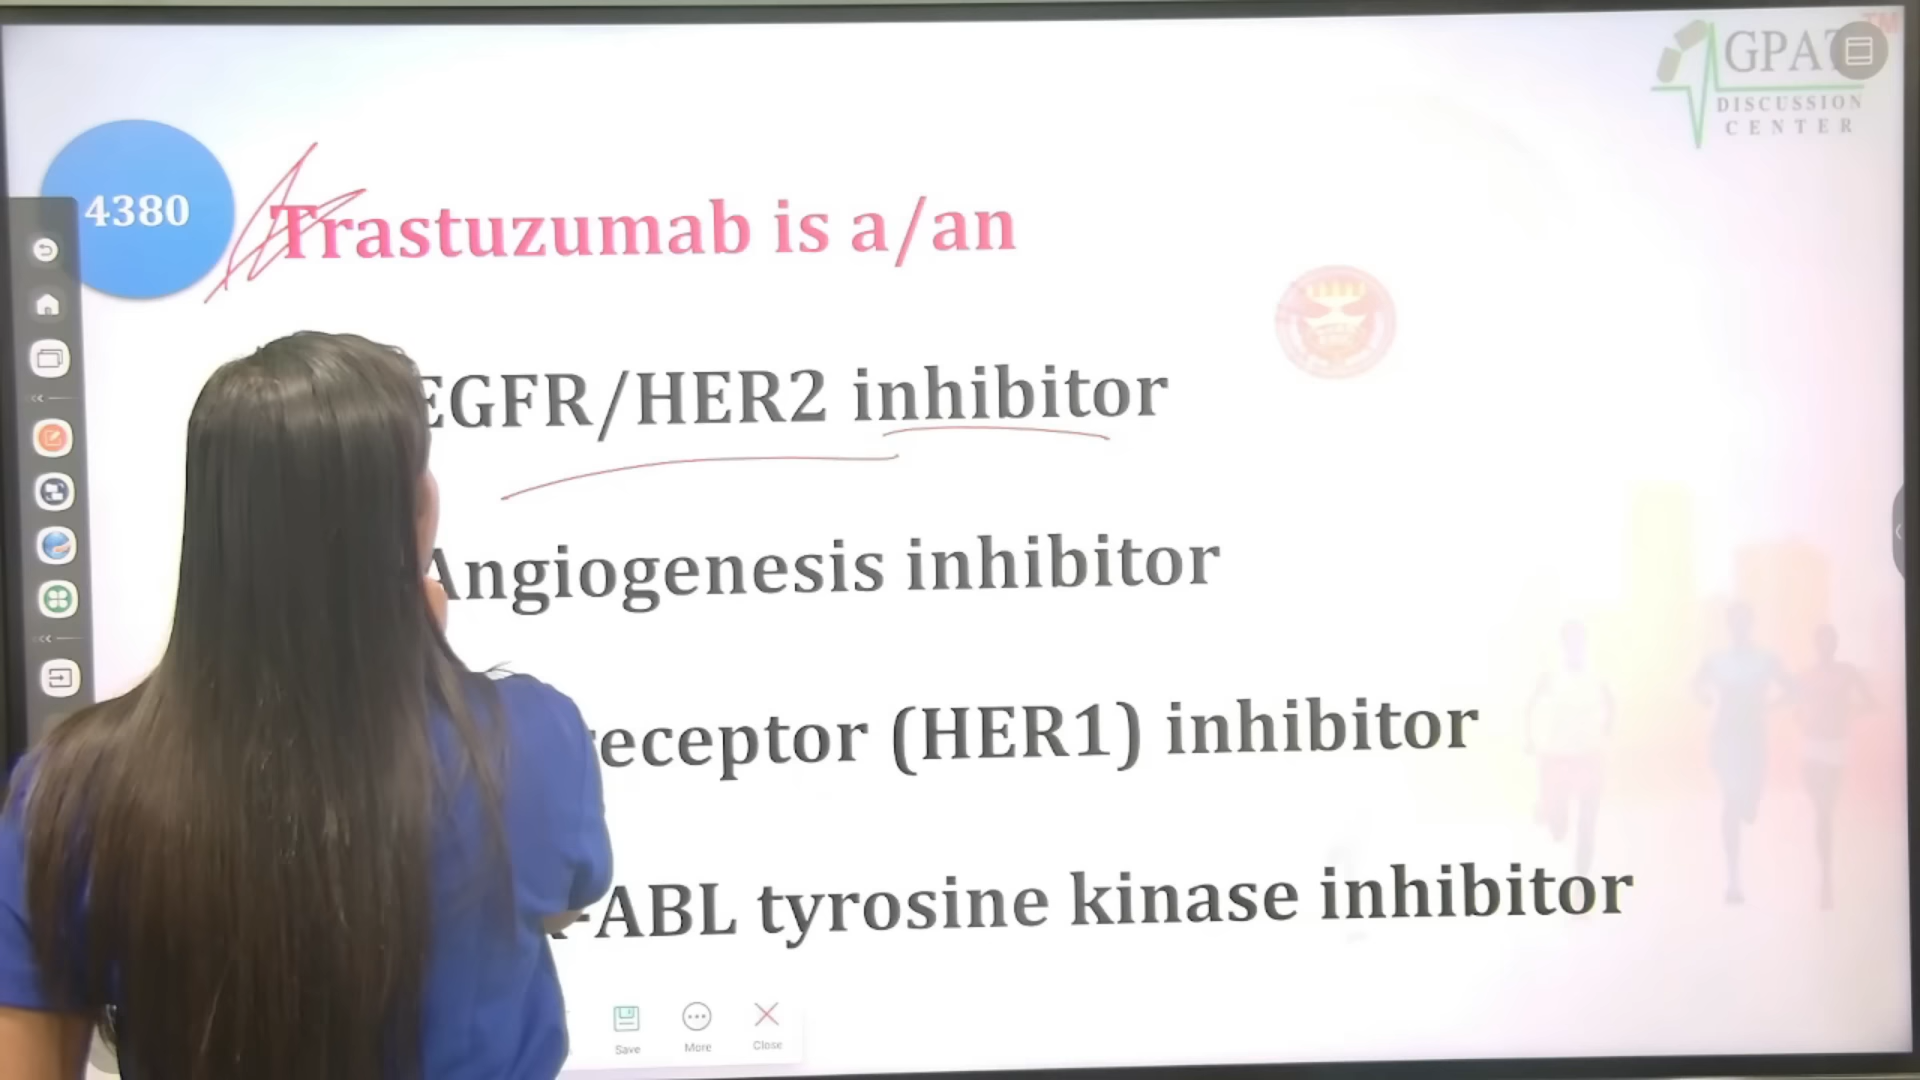 GPAT
DISCUSSION
CENTER
4380
Trastuzumab is a/an
EGFR/HER2 inhibitor
Angiogenesis inhibitor
receptor (HER1) inhibitor
-ABL tyrosine kinase inhibitor
Save
More
Close